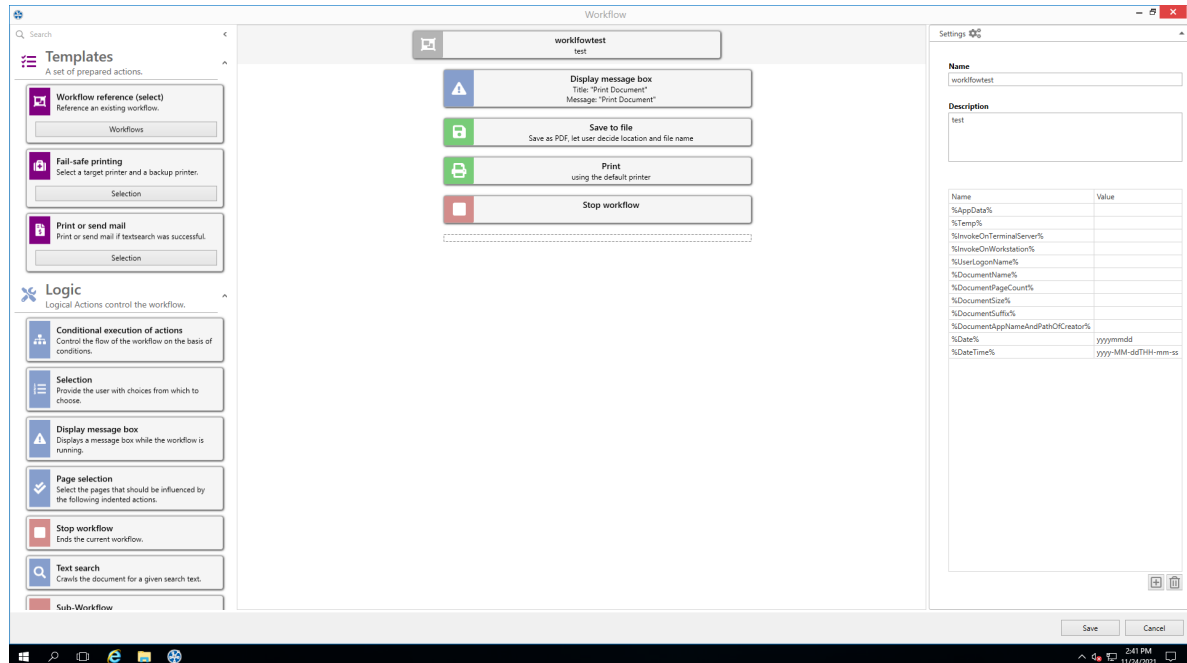 Workflow
Search
Templates
A set of prepared actions.
Workflow reference (select)
Reference an existing workflow.
Workflows
Fail-safe printing
Select a target printer and a backup printer.
Selection
Print or send mail
Print or send mail if textsearch was successful.
Selection
Logic
Logical Actions control the workflow.
Conditional execution of actions
Control the flow of the workflow on the basis of
conditions.
Selection
Provide the user with choices from which to
choose.
Display message box
Displays a message box while the workflow is
running.
Page selection
Select the pages that should be influenced by
the following indented actions.
Stop workflow
Ends the current workflow.
Text search
Crawls the document for a given search text.
Sub-Workflow
worklfowtest
test
Display message box
Title: "Print Document"
Message: "Print Document"
Save to file
Save as PDF, let user decide location and file name
Print
using the default printer
Stop workflow
Settings
Name
worklfowtest
Description
test
Name Value
%AppData%
%Temp%
%InvokeOnTerminalServer%
%InvokeOnWorkstation%
%UserLogonName%
%DocumentName%
%DocumentPageCount%
%DocumentSize%
%DocumentSuffix%
%DocumentAppNameAndPathOfCreator%
%Date% yyyymmdd
%DateTime% yyyy-MM-ddTHH-mm-ss
Save Cancel
2:41 PM
11/24/2021